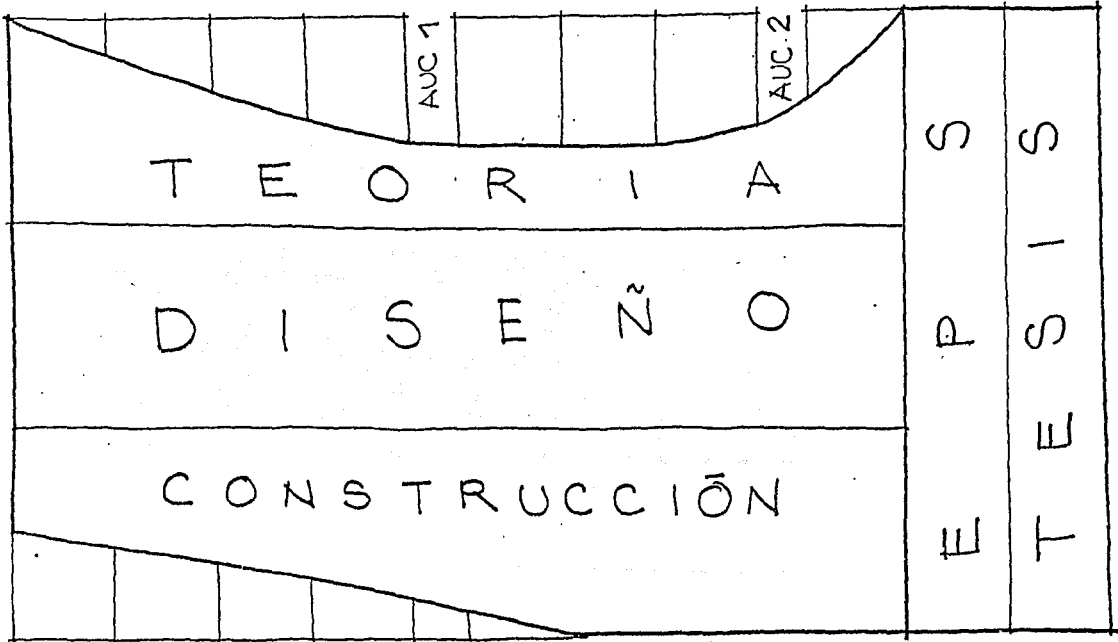 AUC 1
AUC. 2
TEORIA
DISEÑO
CONSTRUCCIÓN
EPS
TESIS